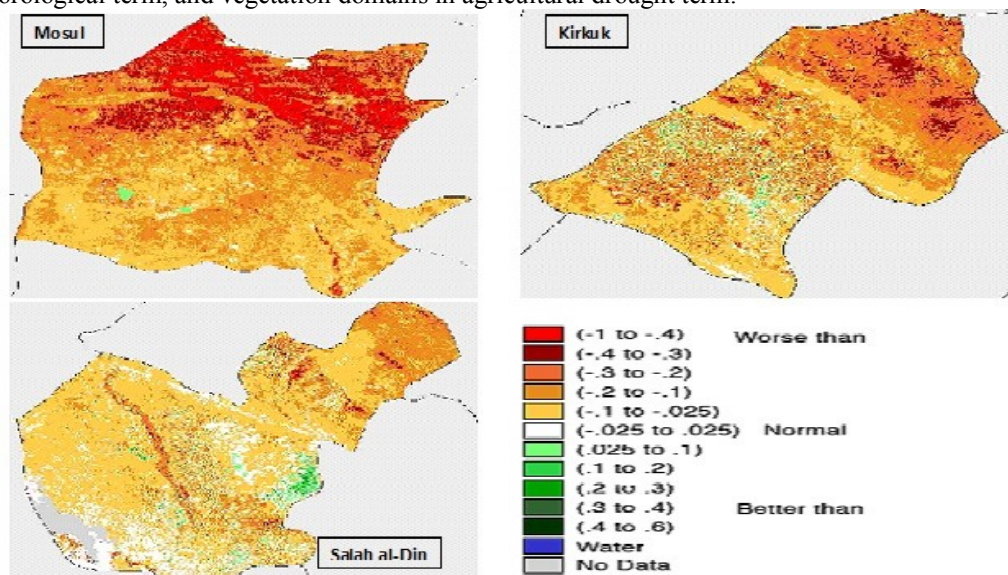 orological term, and vegetation domains in agricultural drought term.
Mosul
Kirkuk
Salah al-Din
(-1 to -.4) Worse than
(-.4 to -.3)
(-.3 to -.2)
(-.2 to -.1)
(-.1 to -.025)
(-.025 to .025) Normal
(.025 to .1)
(.1 to .2)
(.2 to .3)
(.3 to .4) Better than
(.4 to .6)
Water
No Data